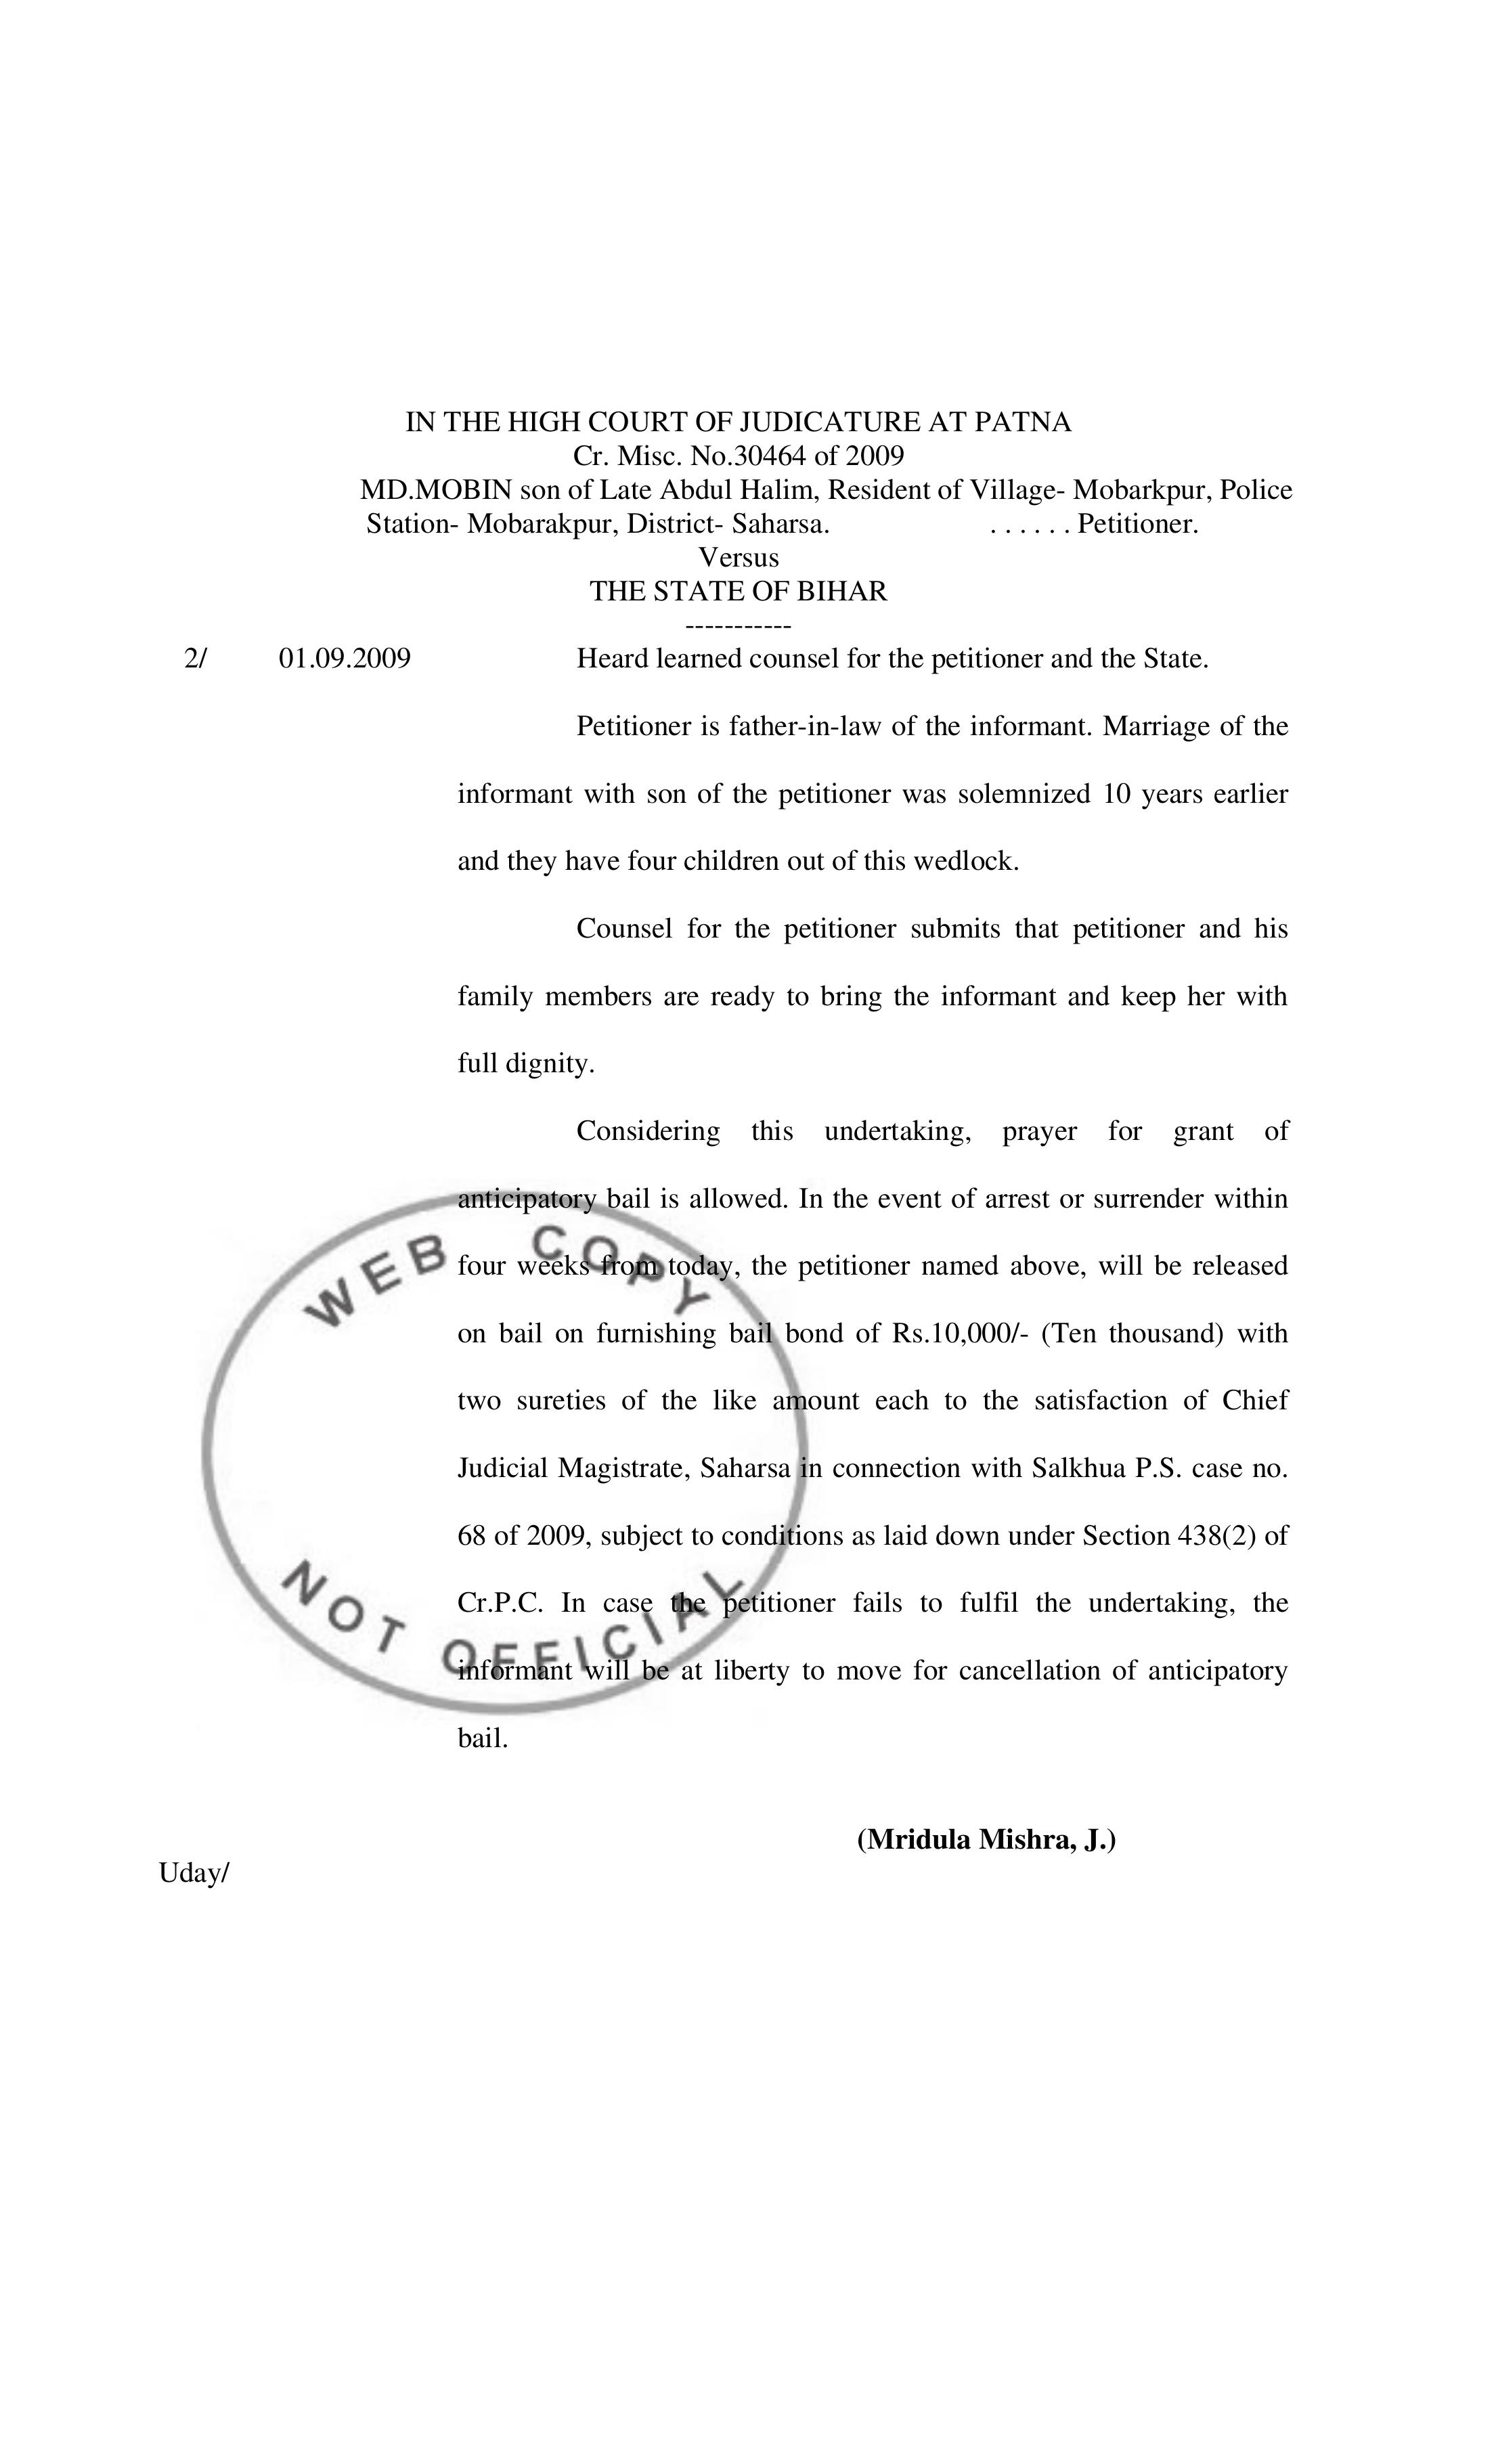 IN THE HIGH COURT OF JUDICATURE AT PATNA
Cr. Misc. No.30464 of 2009
MD.MOBIN son of Late Abdul Halim, Resident of Village- Mobarkpur, Police
Station- Mobarakpur, District- Saharsa. . . . . . . Petitioner.
Versus
THE STATE OF BIHAR
-----------
2/ 01.09.2009 Heard learned counsel for the petitioner and the State.
Petitioner is father-in-law of the informant. Marriage of the
informant with son of the petitioner was solemnized 10 years earlier
and they have four children out of this wedlock.
Counsel for the petitioner submits that petitioner and his
family members are ready to bring the informant and keep her with
full dignity.
Considering this undertaking, prayer for grant of
anticipatory bail is allowed. In the event of arrest or surrender within
four weeks from today, the petitioner named above, will be released
on bail on furnishing bail bond of Rs.10,000/- (Ten thousand) with
two sureties of the like amount each to the satisfaction of Chief
Judicial Magistrate, Saharsa in connection with Salkhua P.S. case no.
68 of 2009, subject to conditions as laid down under Section 438(2) of
Cr.P.C. In case the petitioner fails to fulfil the undertaking, the
informant will be at liberty to move for cancellation of anticipatory
bail.
(Mridula Mishra, J.)
Uday/
WEB COPY
NOT OFFICIAL